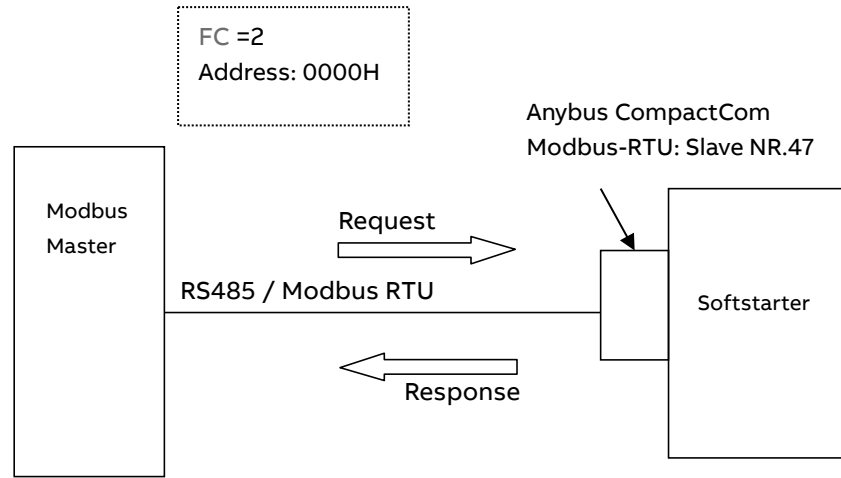 FC =2
Address: 0000H
Anybus CompactCom
Modbus-RTU: Slave NR.47
Modbus
Master
Request
RS485 / Modbus RTU
Softstarter
Response